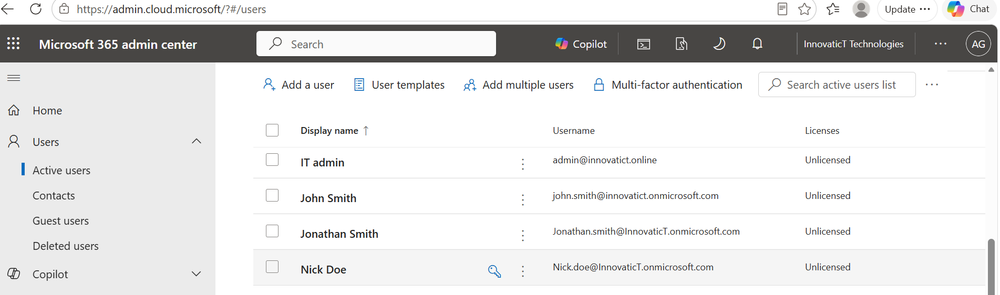 https://admin.cloud.microsoft/?#/users
Update
Chat
Microsoft 365 admin center
Search
Copilot
InnovaticT Technologies
AG
Add a user
User templates
Add multiple users
Multi-factor authentication
Search active users list
Home
Users
Active users
Contacts
Guest users
Deleted users
Copilot
Display name ↑ Username Licenses
IT admin admin@innovatict.online Unlicensed
John Smith john.smith@innovatict.onmicrosoft.com Unlicensed
Jonathan Smith Jonathan.smith@InnovaticT.onmicrosoft.com Unlicensed
Nick Doe Nick.doe@InnovaticT.onmicrosoft.com Unlicensed